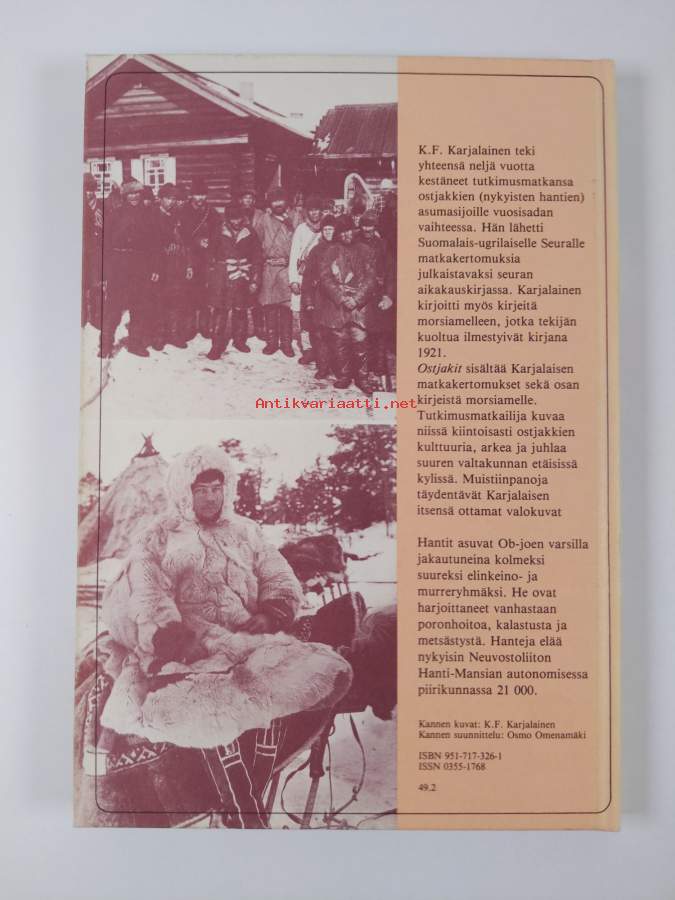 K.F. Karjalainen teki
yhteensä neljä vuotta
kestäneet tutkimusmatkansa
ostjakkien (nykyisten hantien)
asumasijoille vuosisadan
vaihteessa. Hän lähetti
Suomalais-ugrilaiselle Seuralle
matkakertomuksia
julkaistavaksi seuran
aikakauskirjassa. Karjalainen
kirjoitti myös kirjeitä
morsiamelleen, jotka tekijän
kuoltua ilmestyivät kirjana
1921.
Ostjakit sisältää Karjalaisen
matkakertomukset sekä osan
kirjeistä morsiamelle.
Tutkimusmatkailija kuvaa
niissä kiintoisasti ostjakkien
kulttuuria, arkea ja juhlaa
suuren valtakunnan etäisissä
kylissä. Muistiinpanoja
täydentävät Karjalaisen
itsensä ottamat valokuvat
Hantit asuvat Ob-joen varsilla
jakautuneina kolmeksi
suureksi elinkeino- ja
murreryhmäksi. He ovat
harjoittaneet vanhastaan
poronhoitoa, kalastusta ja
metsästystä. Hanteja elää
nykyisin Neuvostoliiton
Hanti-Mansian autonomisessa
piirikunnassa 21 000.
Kannen kuvat: K.F. Karjalainen
Kannen suunnittelu: Osmo Omenamäki
ISBN 951-717-326-1
ISSN 0355-1768
49.2
Antikvariaatti.net